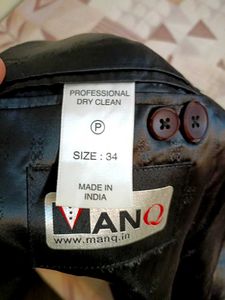 PROFESSIONAL
DRY CLEAN
P
SIZE : 34
MADE IN
INDIA
MANQ
www.manq.in